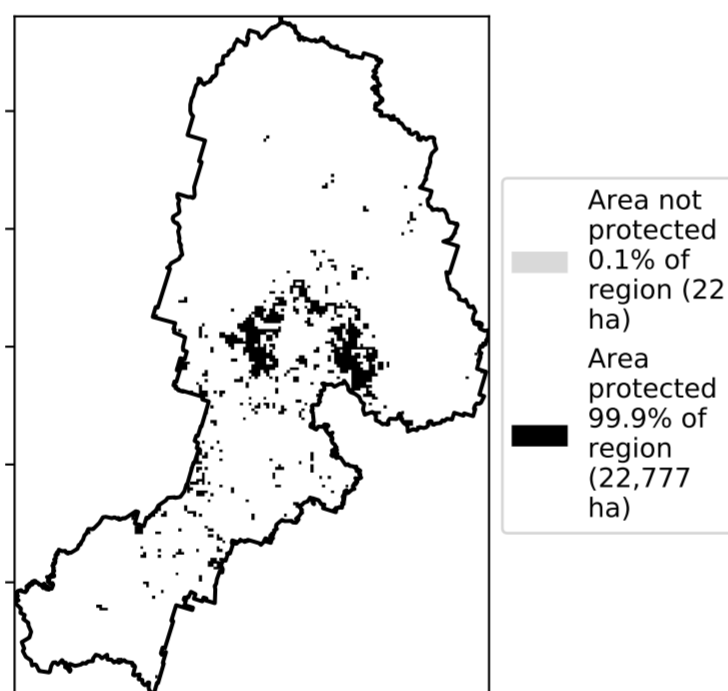 Area not
protected
0.1% of
region (22
ha)
Area
protected
99.9% of
region
(22,777
ha)